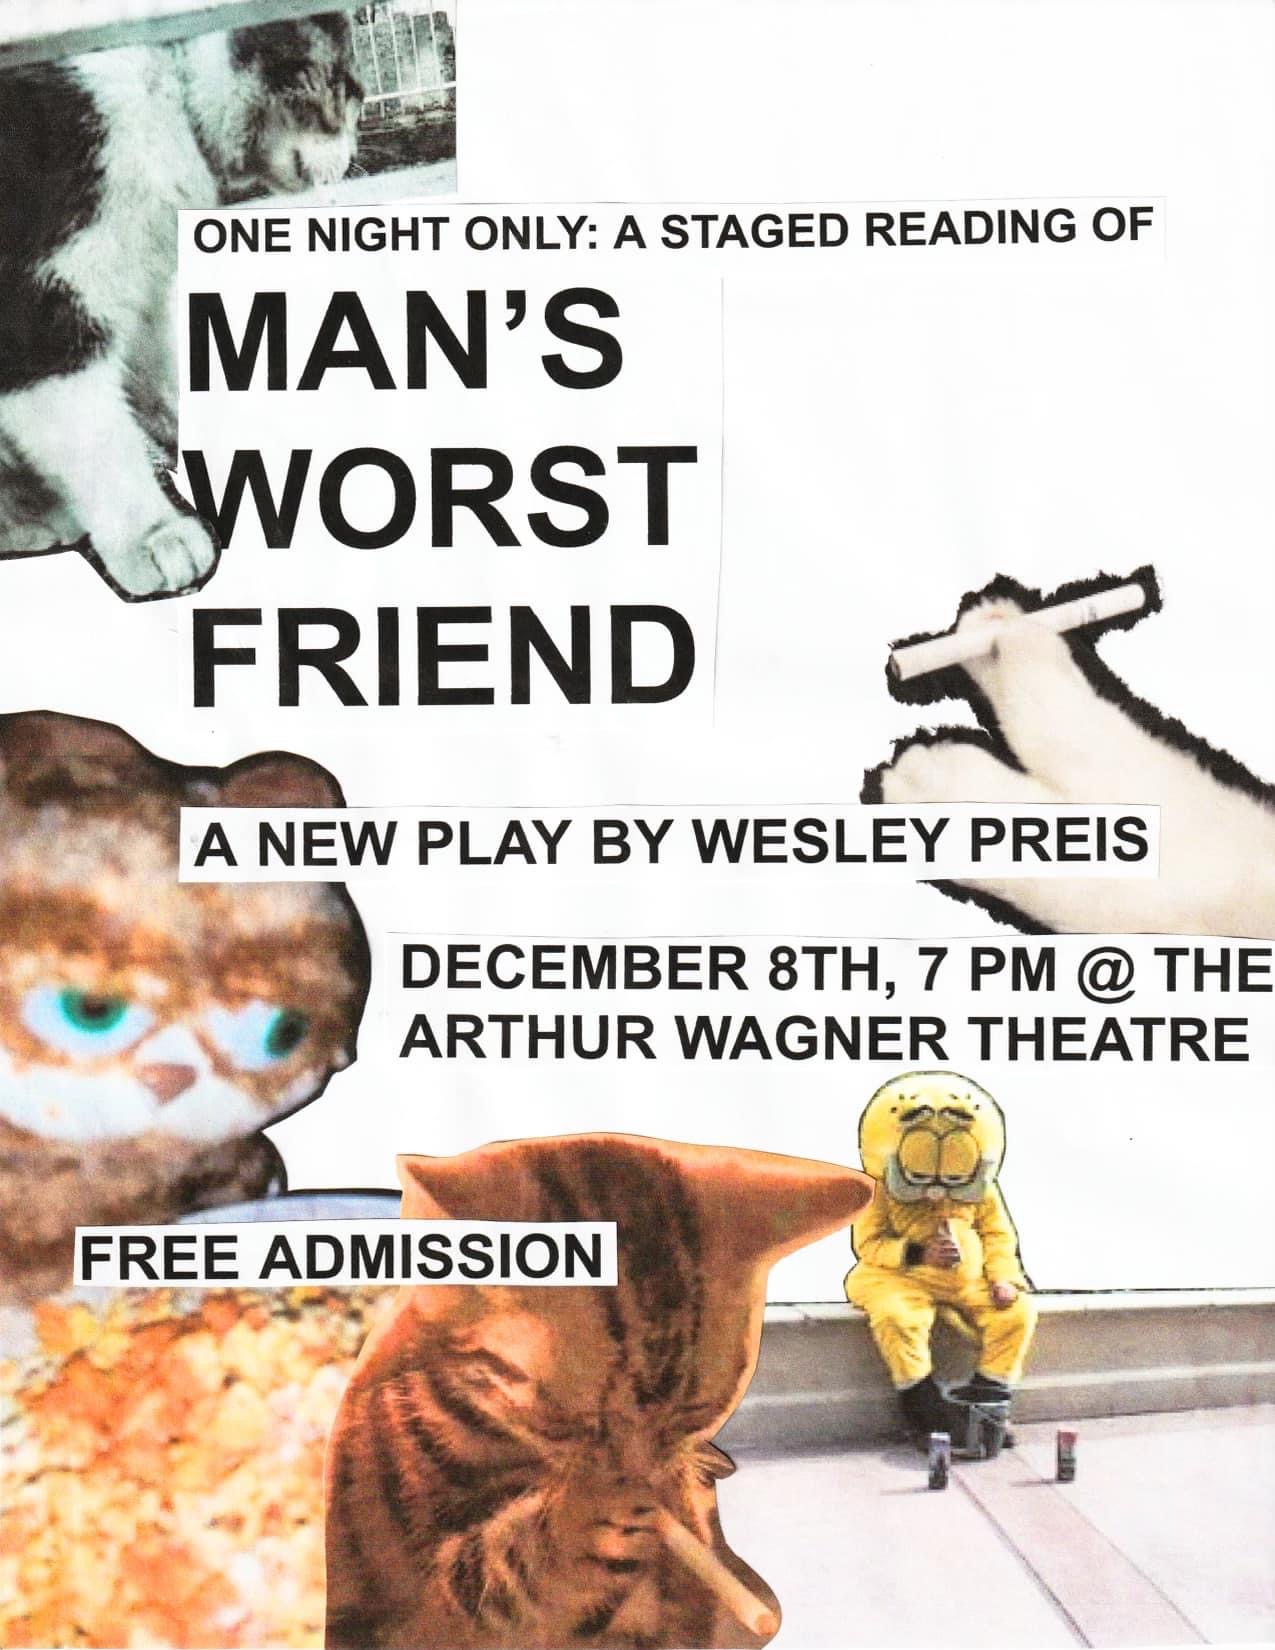 ONE NIGHT ONLY: A STAGED READING OF
MAN'S
WORST
FRIEND
A NEW PLAY BY WESLEY PREIS
DECEMBER 8TH, 7 PM @ THE
ARTHUR WAGNER THEATRE
FREE ADMISSION